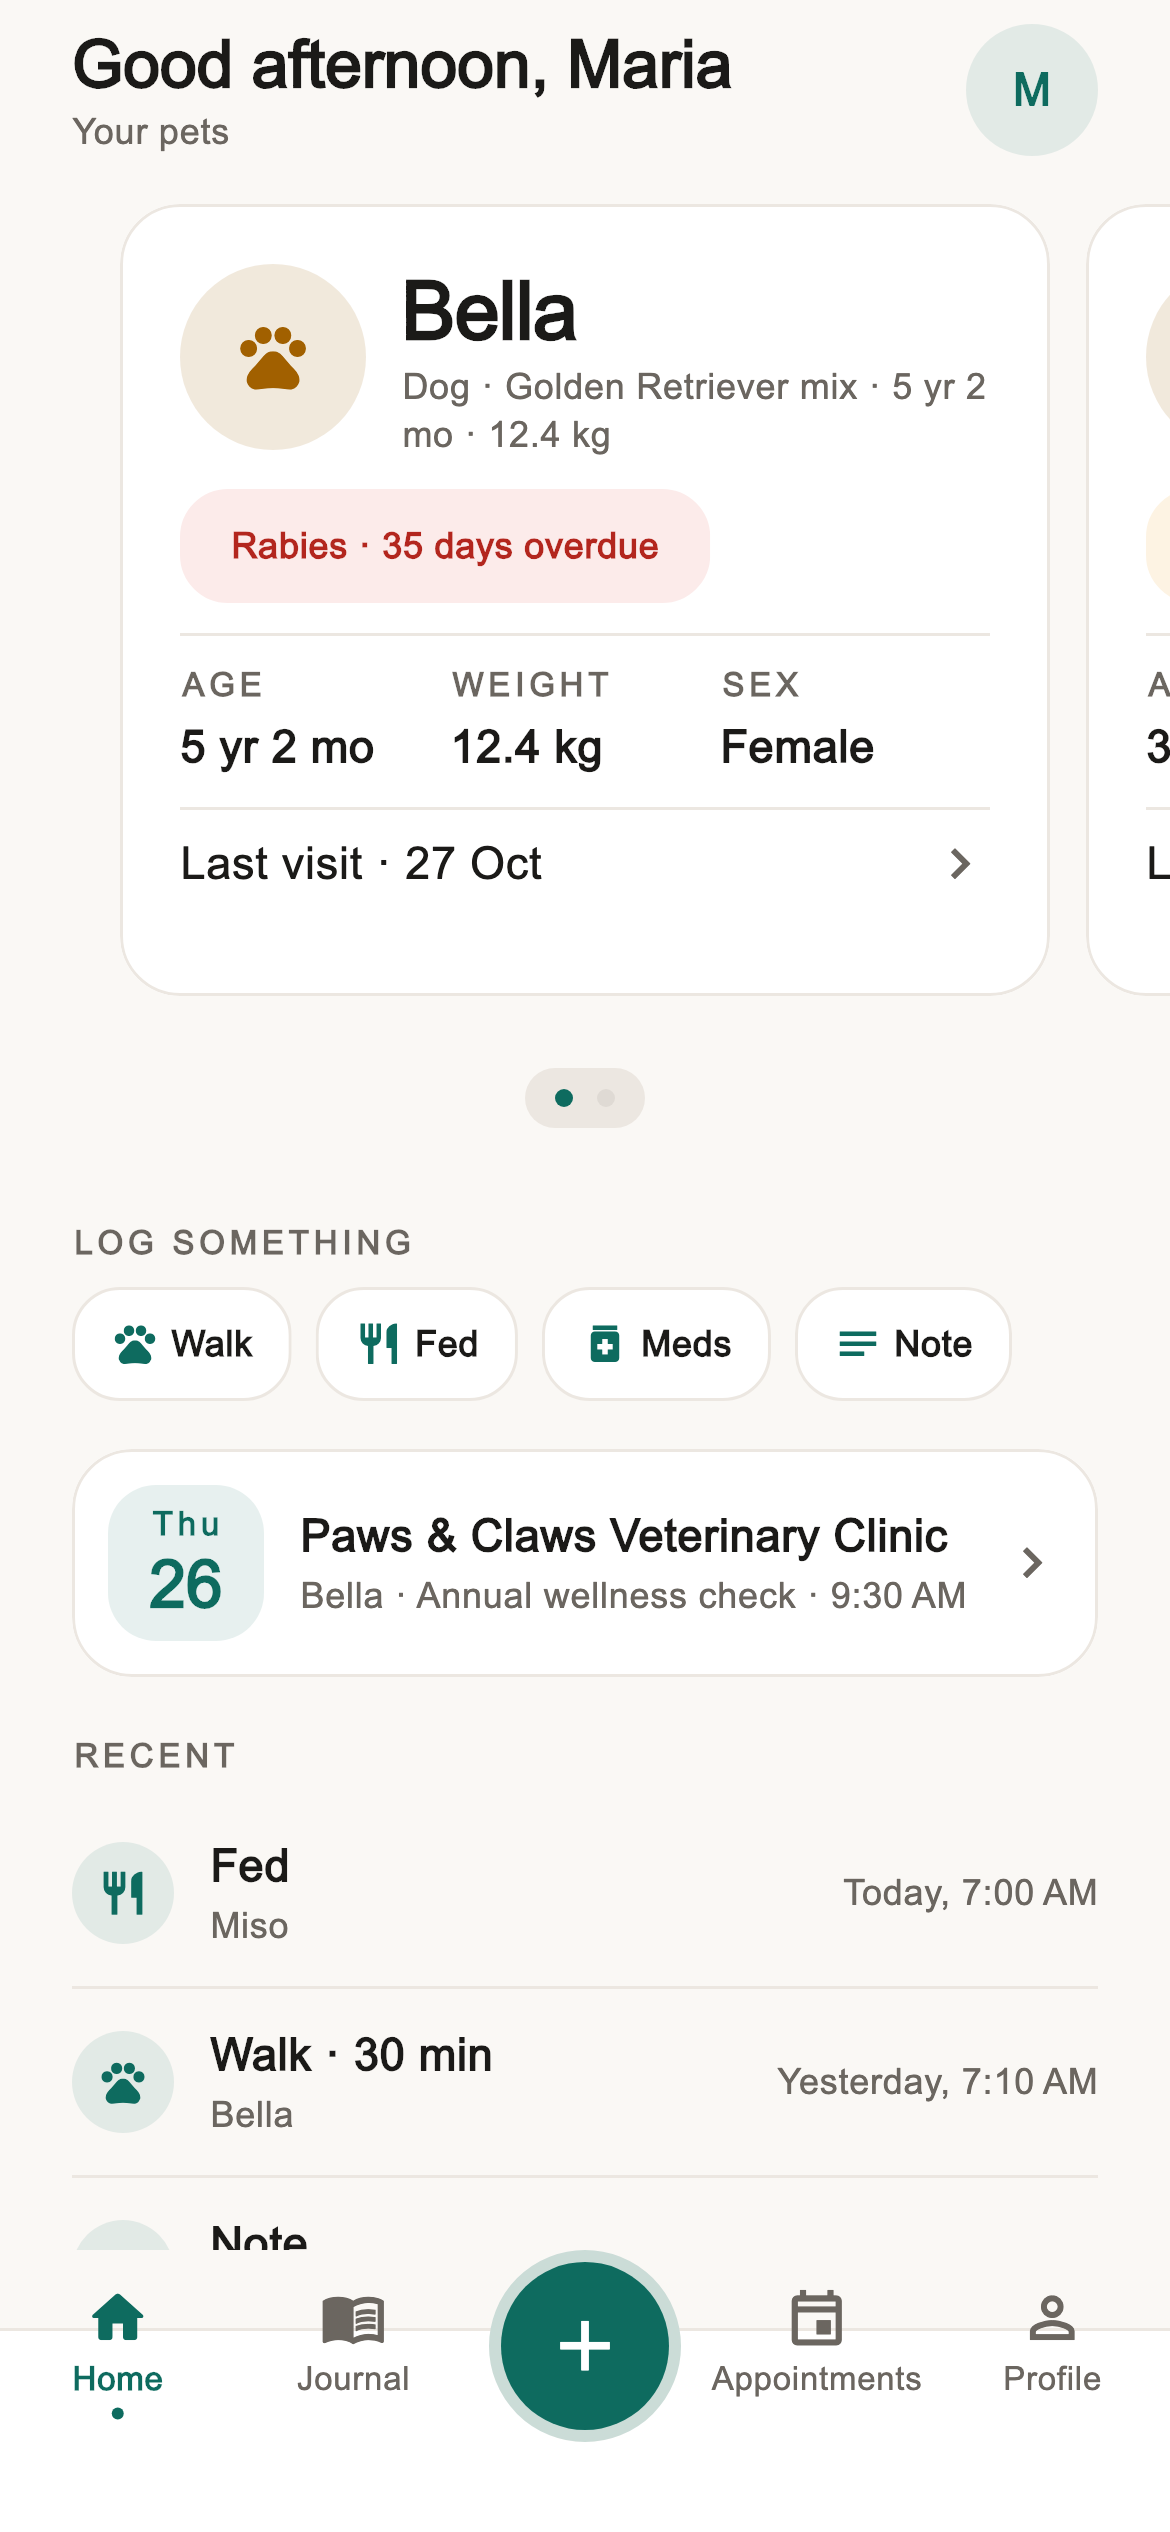 Good afternoon, Maria
Your pets
M
Bella
Dog · Golden Retriever mix · 5 yr 2
mo · 12.4 kg
Rabies · 35 days overdue
AGE
WEIGHT
SEX
A
5 yr 2 mo
12.4 kg
Female
3
Last visit · 27 Oct
L
LOG SOMETHING
Walk
Fed
Meds
Note
Thu
26
Paws & Claws Veterinary Clinic
Bella · Annual wellness check · 9:30 AM
RECENT
Fed
Miso
Today, 7:00 AM
Walk · 30 min
Bella
Yesterday, 7:10 AM
Note
Home
Journal
Appointments
Profile